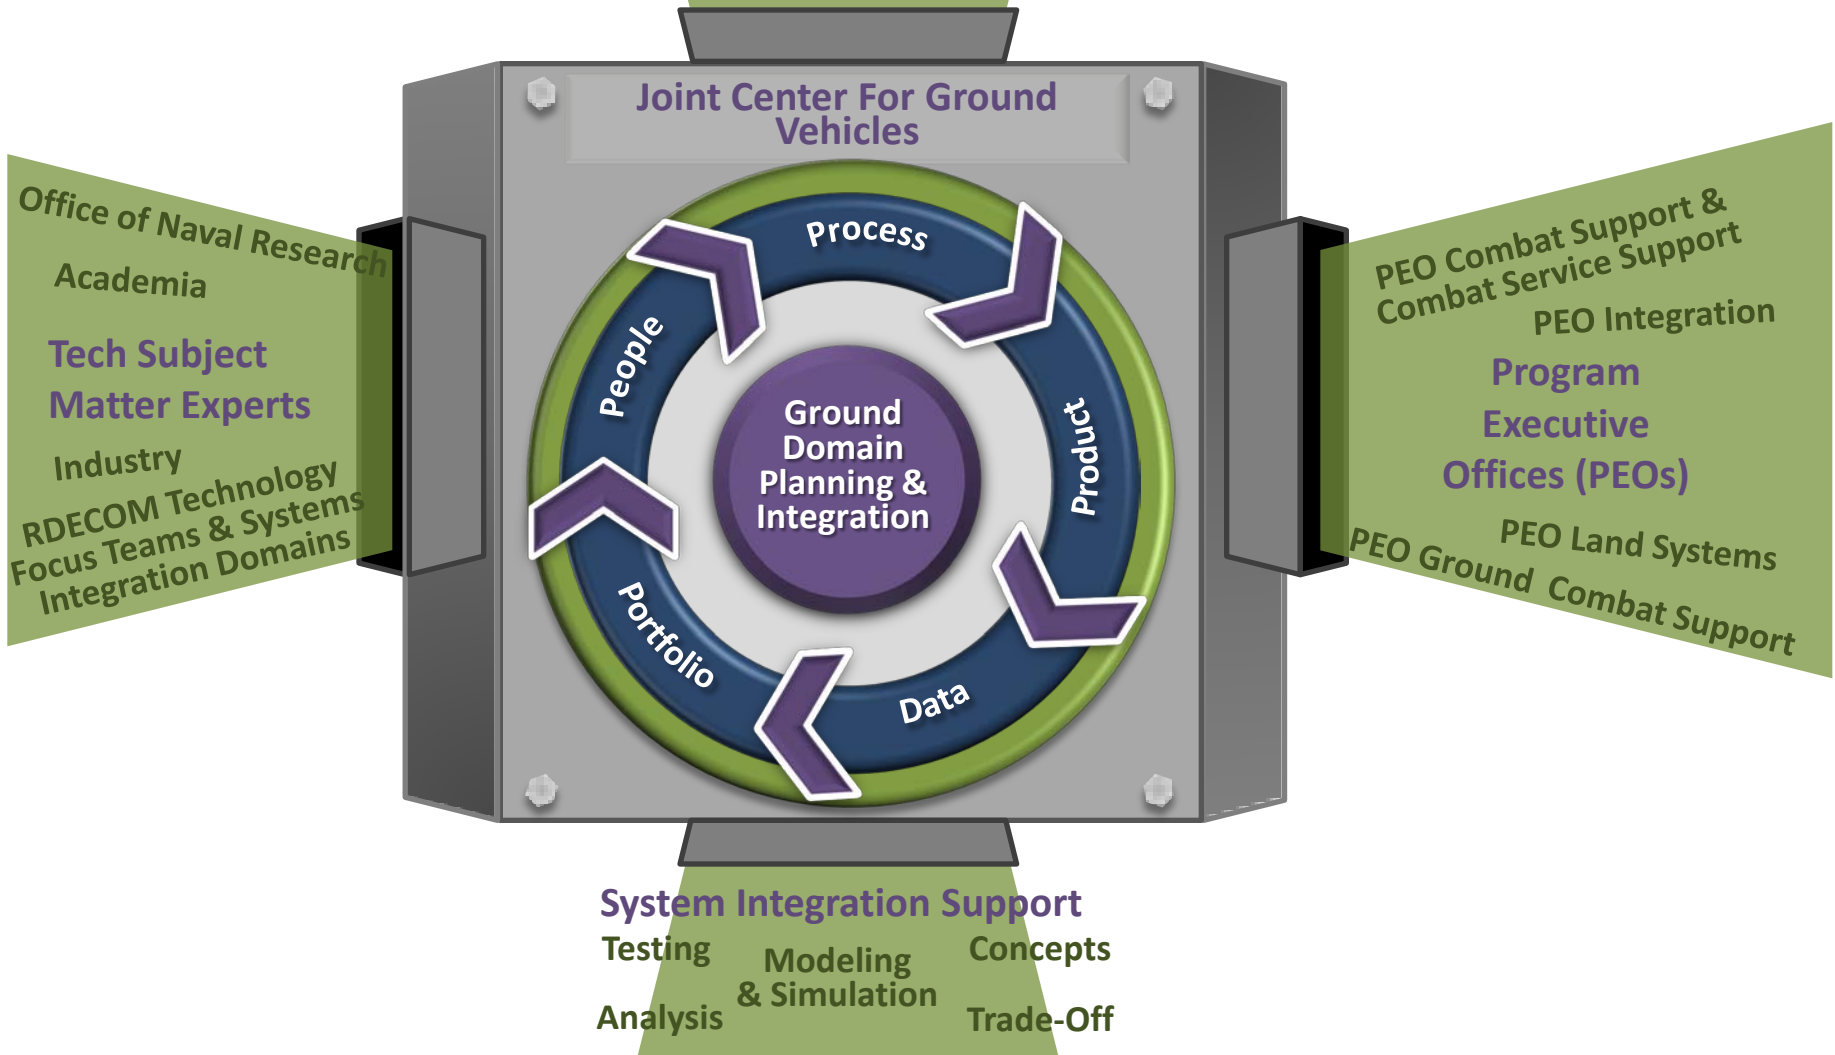 Joint Center For Ground
Vehicles
Office of Naval Research
Academia
Tech Subject
Matter Experts
Industry
RDECOM Technology
Focus Teams & Systems
Integration Domains
Process
People
Product
Portfolio
Data
Ground
Domain
Planning &
Integration
PEO Combat Support &
Combat Service Support
PEO Integration
Program
Executive
Offices (PEOs)
PEO Land Systems
PEO Ground Combat Support
System Integration Support
Testing
Modeling
& Simulation
Concepts
Analysis
Trade-Off